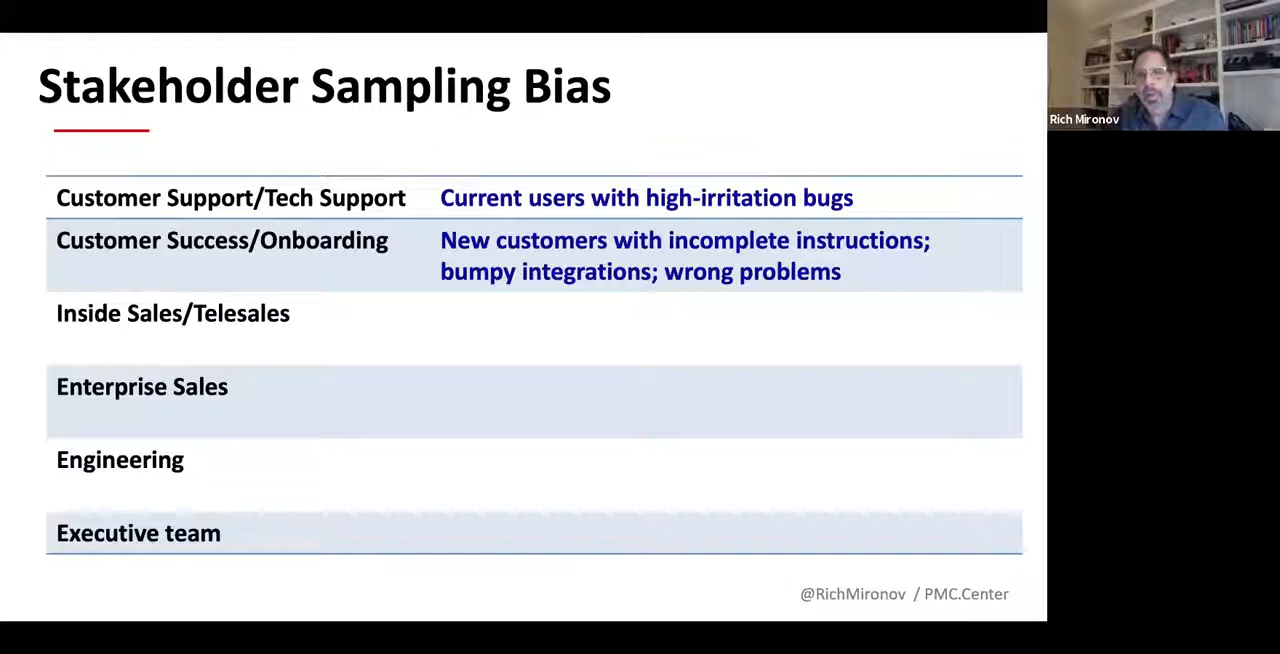 Stakeholder Sampling Bias
Rich Mironov
Customer Support/Tech Support Current users with high-irritation bugs
Customer Success/Onboarding New customers with incomplete instructions;
bumpy integrations; wrong problems
Inside Sales/Telesales
Enterprise Sales
Engineering
Executive team
@RichMironov / PMC.Center